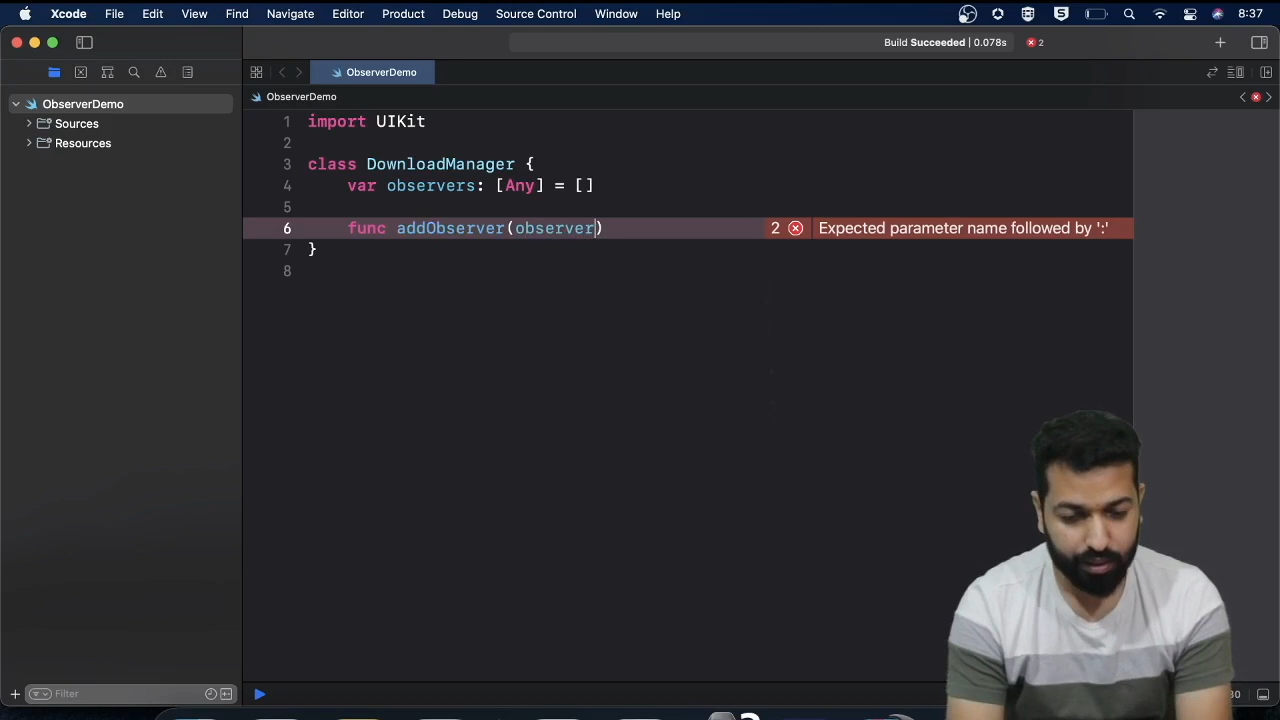 Xcode File Edit View Find Navigate Editor Product Debug Source Control Window Help 8:37
Build Succeeded | 0.078s 2
ObserverDemo
ObserverDemo
ObserverDemo
Sources
Resources
1 import UIKit
2
3 class DownloadManager {
4 var observers: [Any] = []
5
6 func addObserver(observer) 2 Expected parameter name followed by ':'
7 }
8
Filter